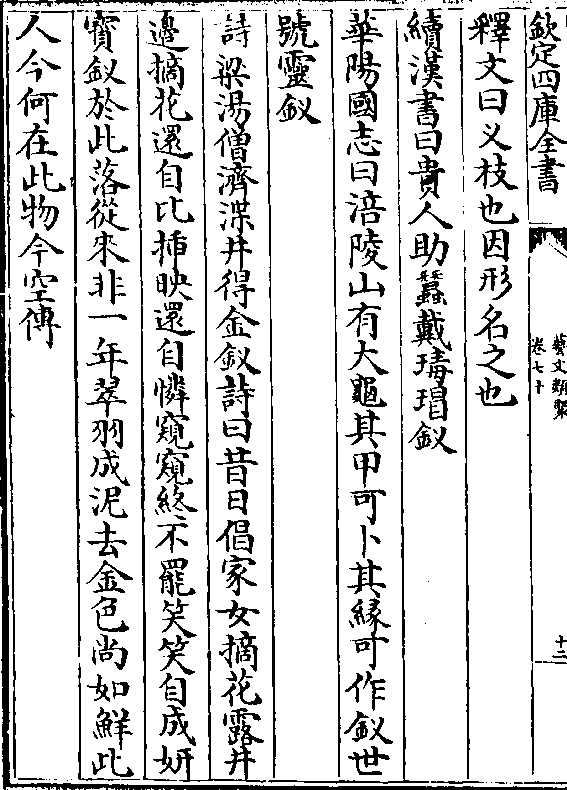 欽定四庫全書
藝文類聚
卷七十
十二
釋文曰义枝也因形名之也
續漢書曰貴人助蠶戴瑇瑁釵
華陽國志曰涪陵山有大龜其甲可卜其緣可作釵世
號靈釵
詩梁湯僧濟渫井得金釵詩曰昔日倡家女摘花露井
邊摘花還自比揷映還自憐窺窺終不罷笑笑自成妍
寳釵於此落從來非一年翠羽成泥去金色尚如鮮此
人今何在此物今空傳